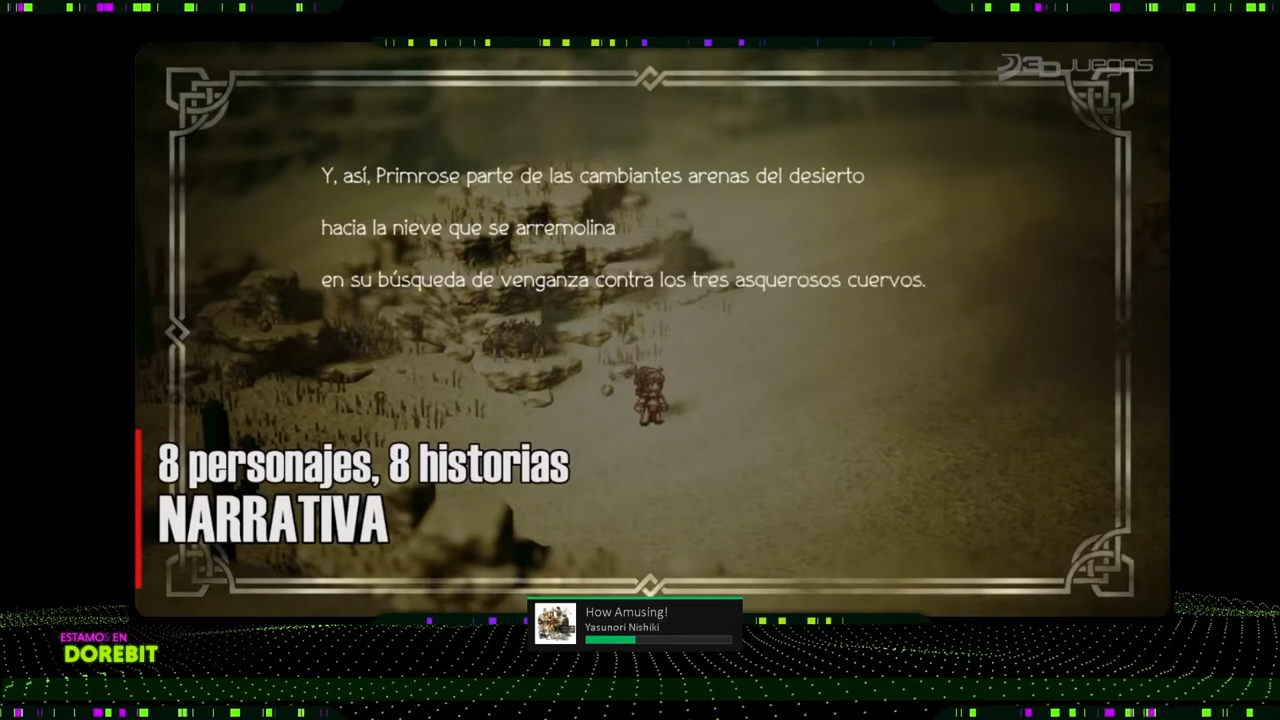 3DJuegos
Y, así, Primrose parte de las cambiantes arenas del desierto
hacia la nieve que se arremolina
en su búsqueda de venganza contra los tres asquerosos cuervos.
8 personajes, 8 historias
NARRATIVA
How Amusing!
Yasunori Nishiki
ESTAMOS EN
DOREBIT